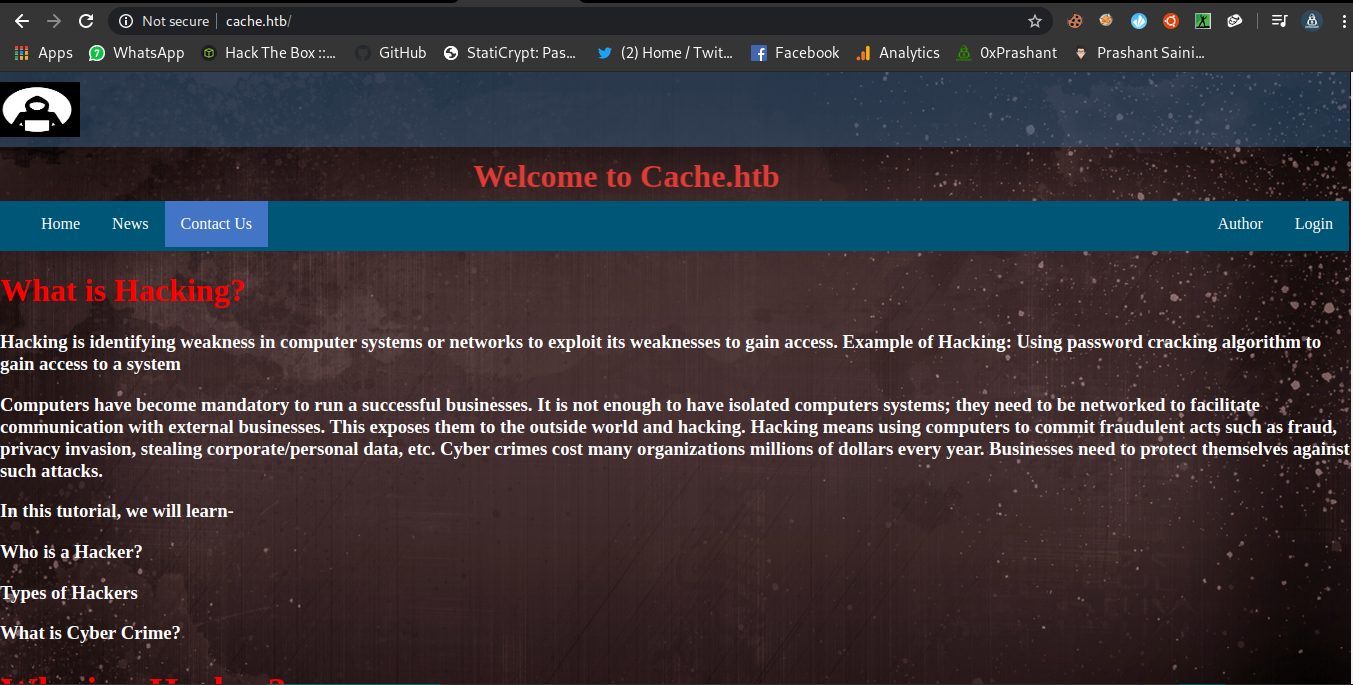 Not secure cache.htb/
Apps WhatsApp Hack The Box ::... GitHub StatiCrypt: Pas... (2) Home / Twit... Facebook Analytics 0xPrashant Prashant Saini...
Welcome to Cache.htb
Home News Contact Us Author Login
What is Hacking?
Hacking is identifying weakness in computer systems or networks to exploit its weaknesses to gain access. Example of Hacking: Using password cracking algorithm to
gain access to a system
Computers have become mandatory to run a successful businesses. It is not enough to have isolated computers systems; they need to be networked to facilitate
communication with external businesses. This exposes them to the outside world and hacking. Hacking means using computers to commit fraudulent acts such as fraud,
privacy invasion, stealing corporate/personal data, etc. Cyber crimes cost many organizations millions of dollars every year. Businesses need to protect themselves against
such attacks.
In this tutorial, we will learn-
Who is a Hacker?
Types of Hackers
What is Cyber Crime?